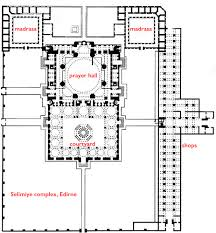 madrasa madrasa
prayer hall
courtyard
shops
Selimiye complex, Edirne